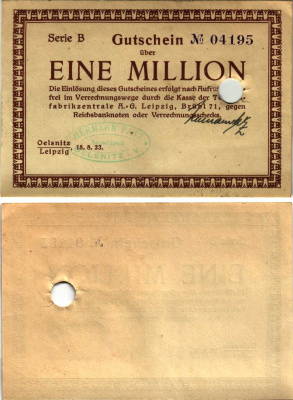 Serie B Gutschein № 04195
über
EINE MILLION
Die Einlösung dieses Gutscheines erfolgt nach Aufruf
frei im Verrechnungswege durch die Kasse der
fabrikzentrale A.-G. Leipzig, Brühl 71, gegen
Reichsbanknoten oder Verrechnungsschecks.
OELSNITZ
Oelsnitz
Leipzig 18. 8. 23.